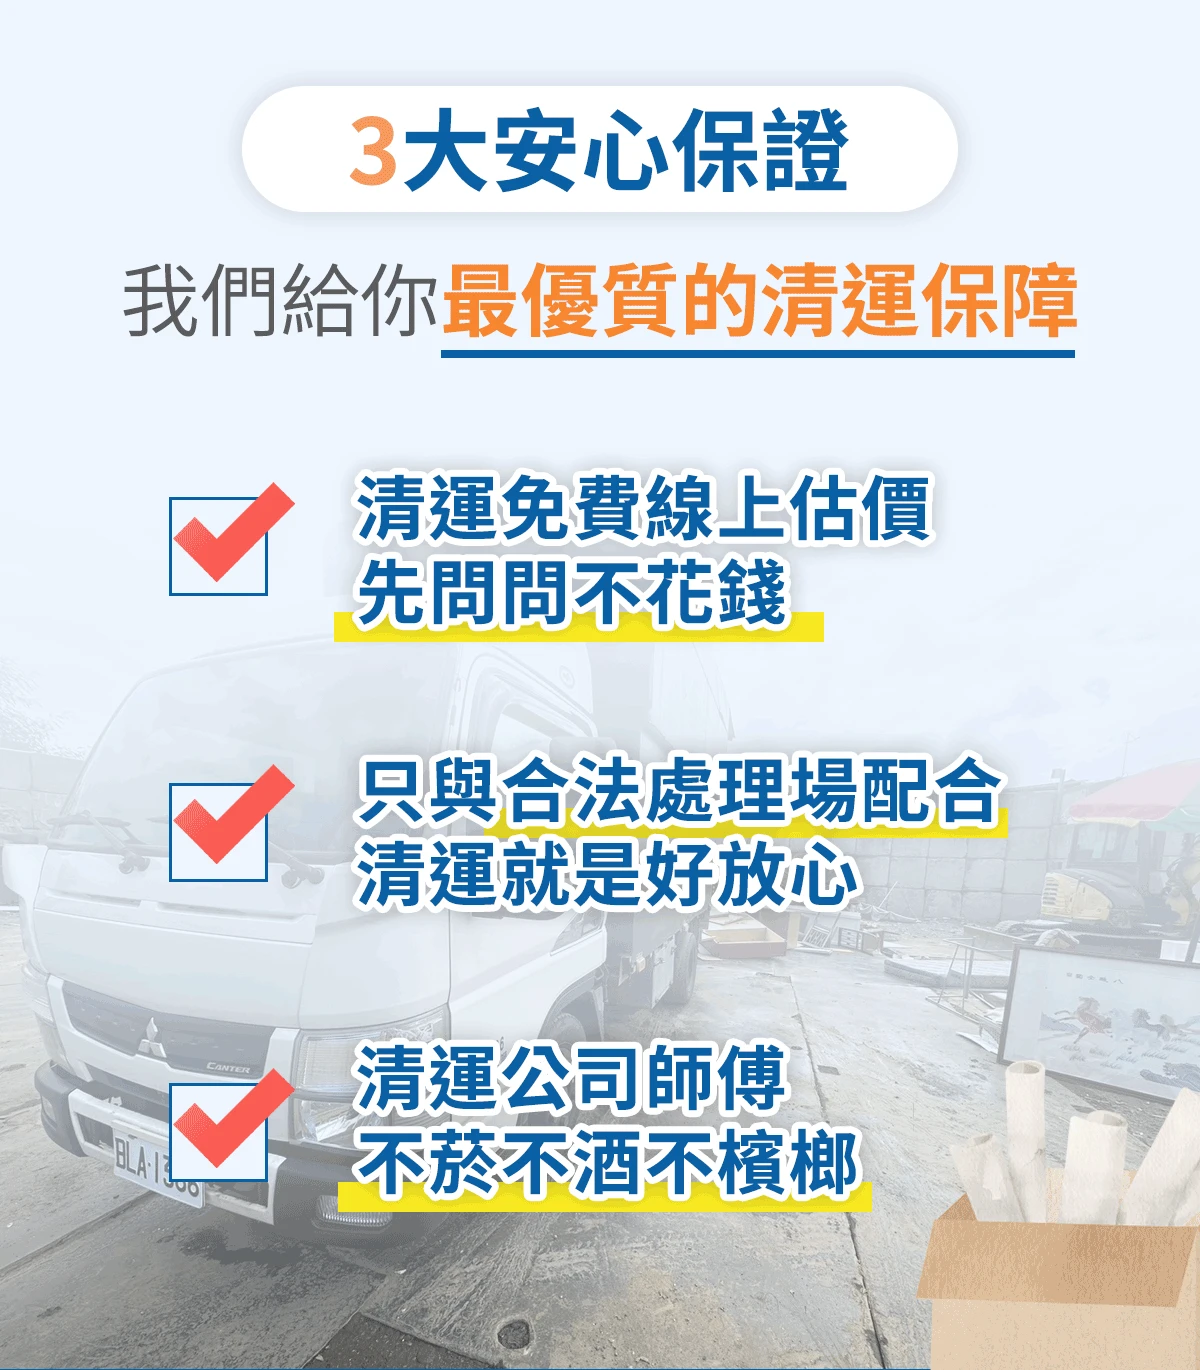 3大安心保證
我們給你最優質的清運保障
清運免費線上估價
先問問不花錢
只與合法處理場配合
清運就是好放心
清運公司師傅
不菸不酒不檳榔
CANTER